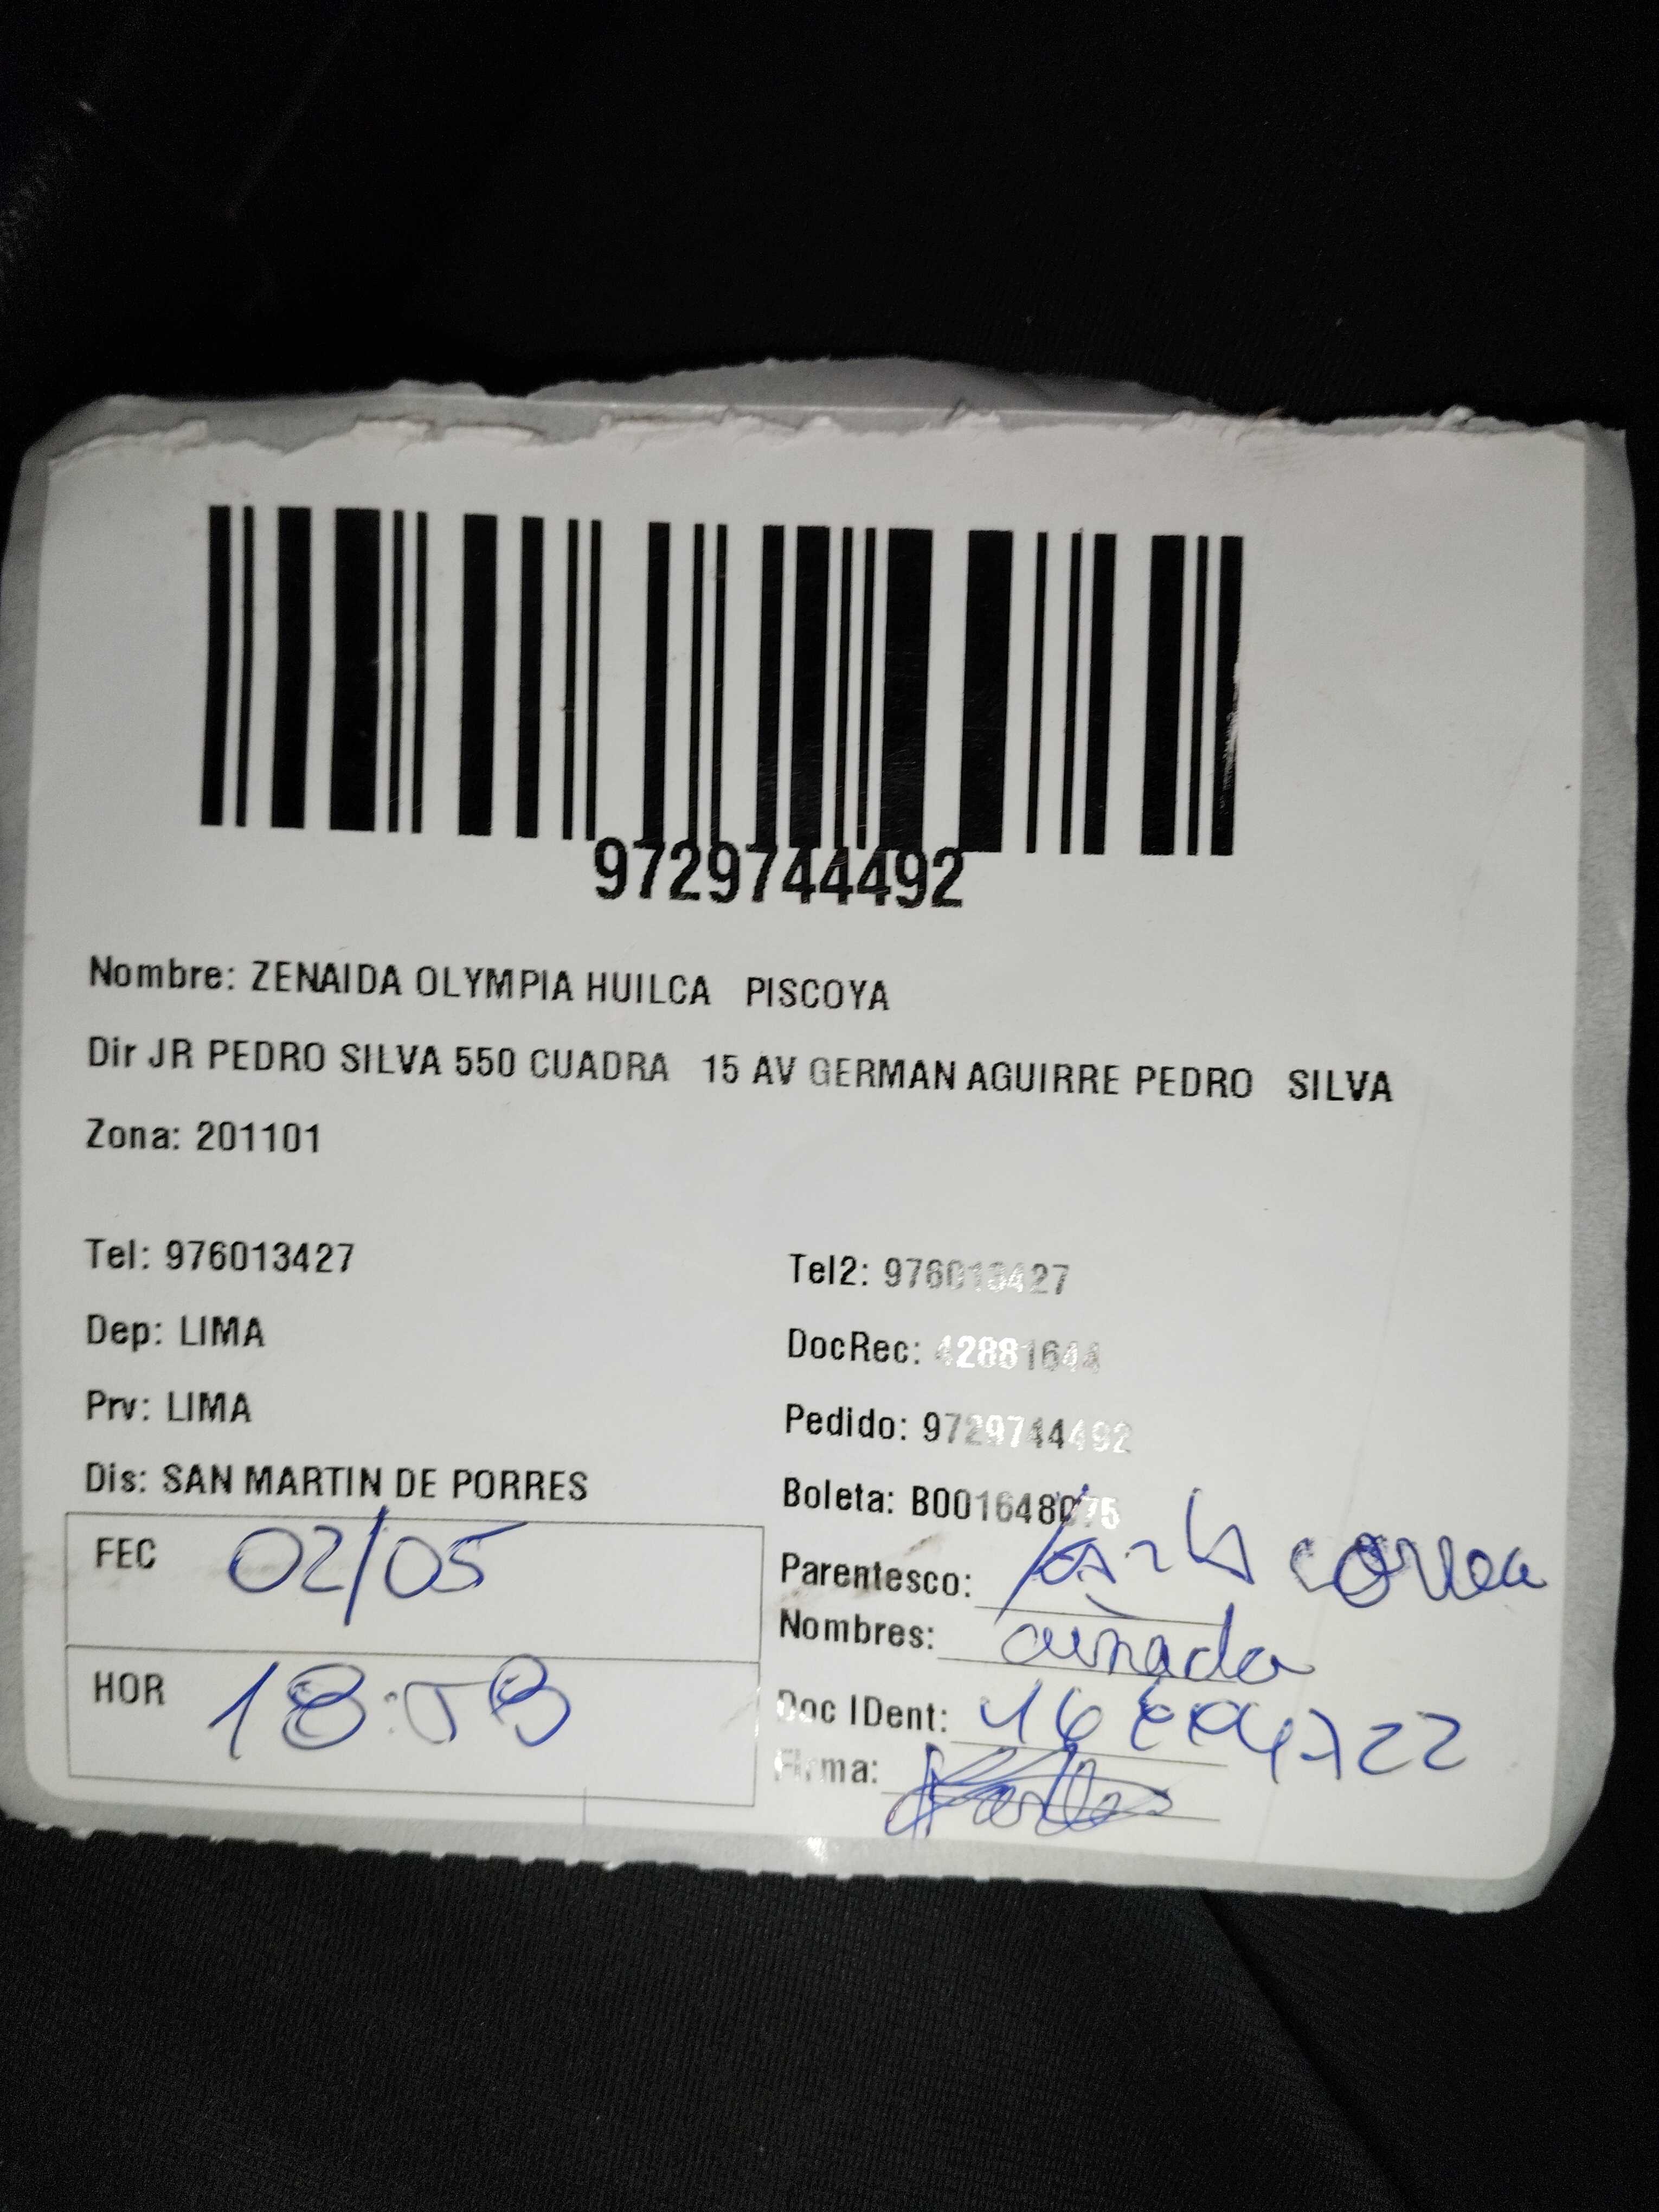 9729744492
Nombre: ZENAIDA OLYMPIA HUILCA PISCOYA
Dir JR PEDRO SILVA 550 CUADRA 15 AV GERMAN AGUIRRE PEDRO SILVA
Zona: 201101
Tel: 976013427
Tel2: 976013427
Dep: LIMA
DocRec: 42881644
Prv: LIMA
Pedido: 9729744492
Dis: SAN MARTIN DE PORRES
Boleta: B001648075
FEC 02/05
Parentesco: correa
Nombres: cuñada
HOR
Doc IDent:
Firma: